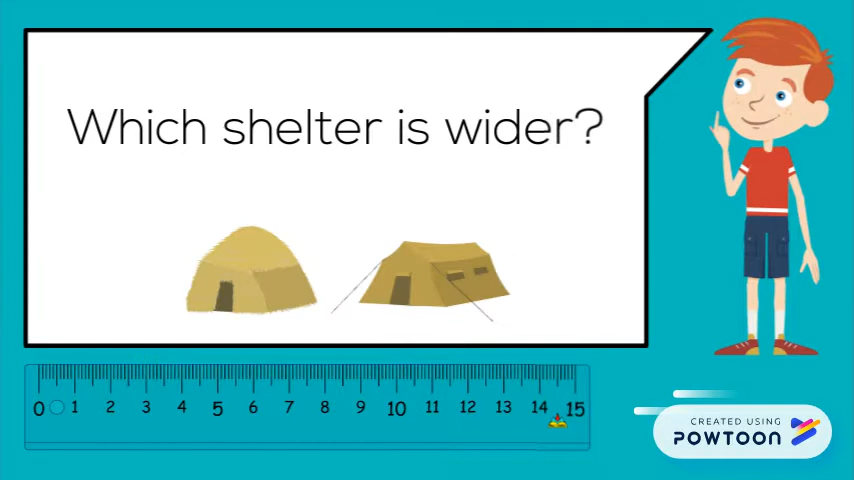 Which shelter is wider?
0 1 2 3 4 5 6 7 8 9 10 11 12 13 14 15
CREATED USING
POWTOON